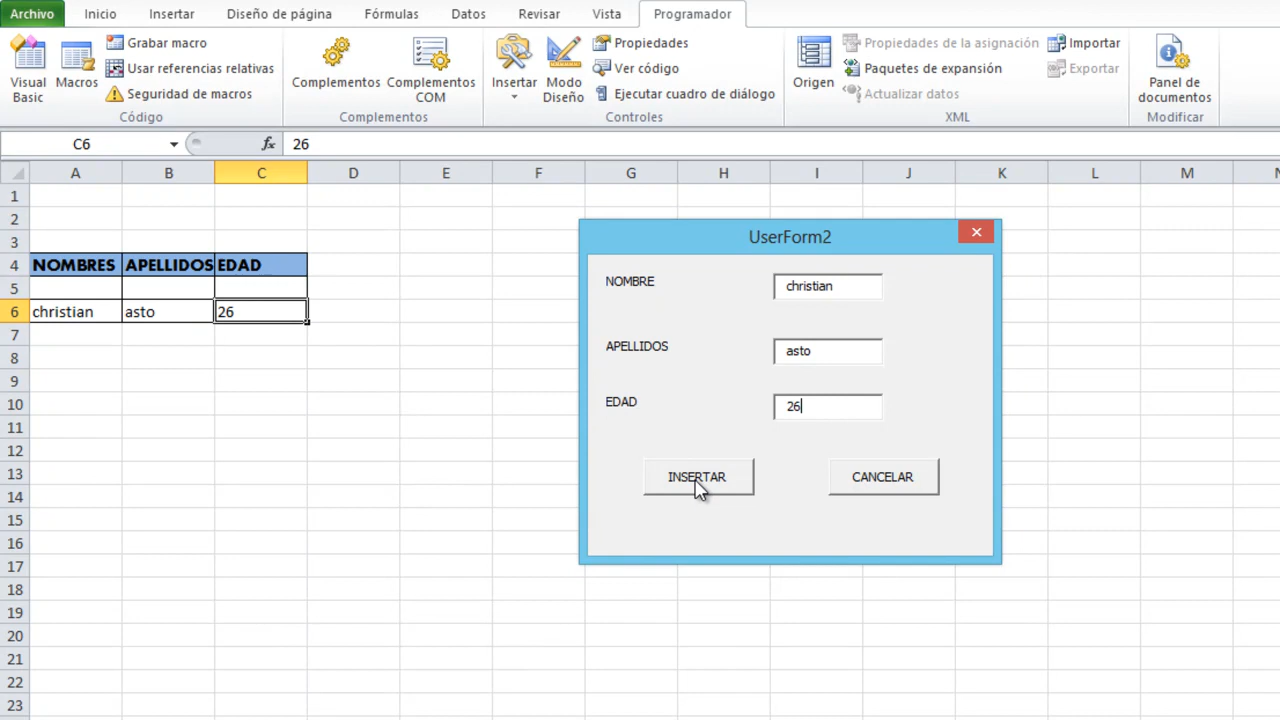 Archivo Inicio Insertar Diseño de página Fórmulas Datos Revisar Vista Programador
Visual Basic
Macros
Grabar macro
Usar referencias relativas
Seguridad de macros
Código
Complementos
Complementos COM
Complementos
Insertar
Modo Diseño
Propiedades
Ver código
Ejecutar cuadro de diálogo
Controles
Origen
Propiedades de la asignación
Paquetes de expansión
Actualizar datos
Importar
Exportar
XML
Panel de documentos
Modificar
C6 fx 26
A B C D E F G H I J K L M
1
2
3
4 NOMBRES APELLIDOS EDAD
5
6 christian asto 26
7
8
9
10
11
12
13
14
15
16
17
18
19
20
21
22
23
UserForm2
NOMBRE christian
APELLIDOS asto
EDAD 26
INSERTAR CANCELAR